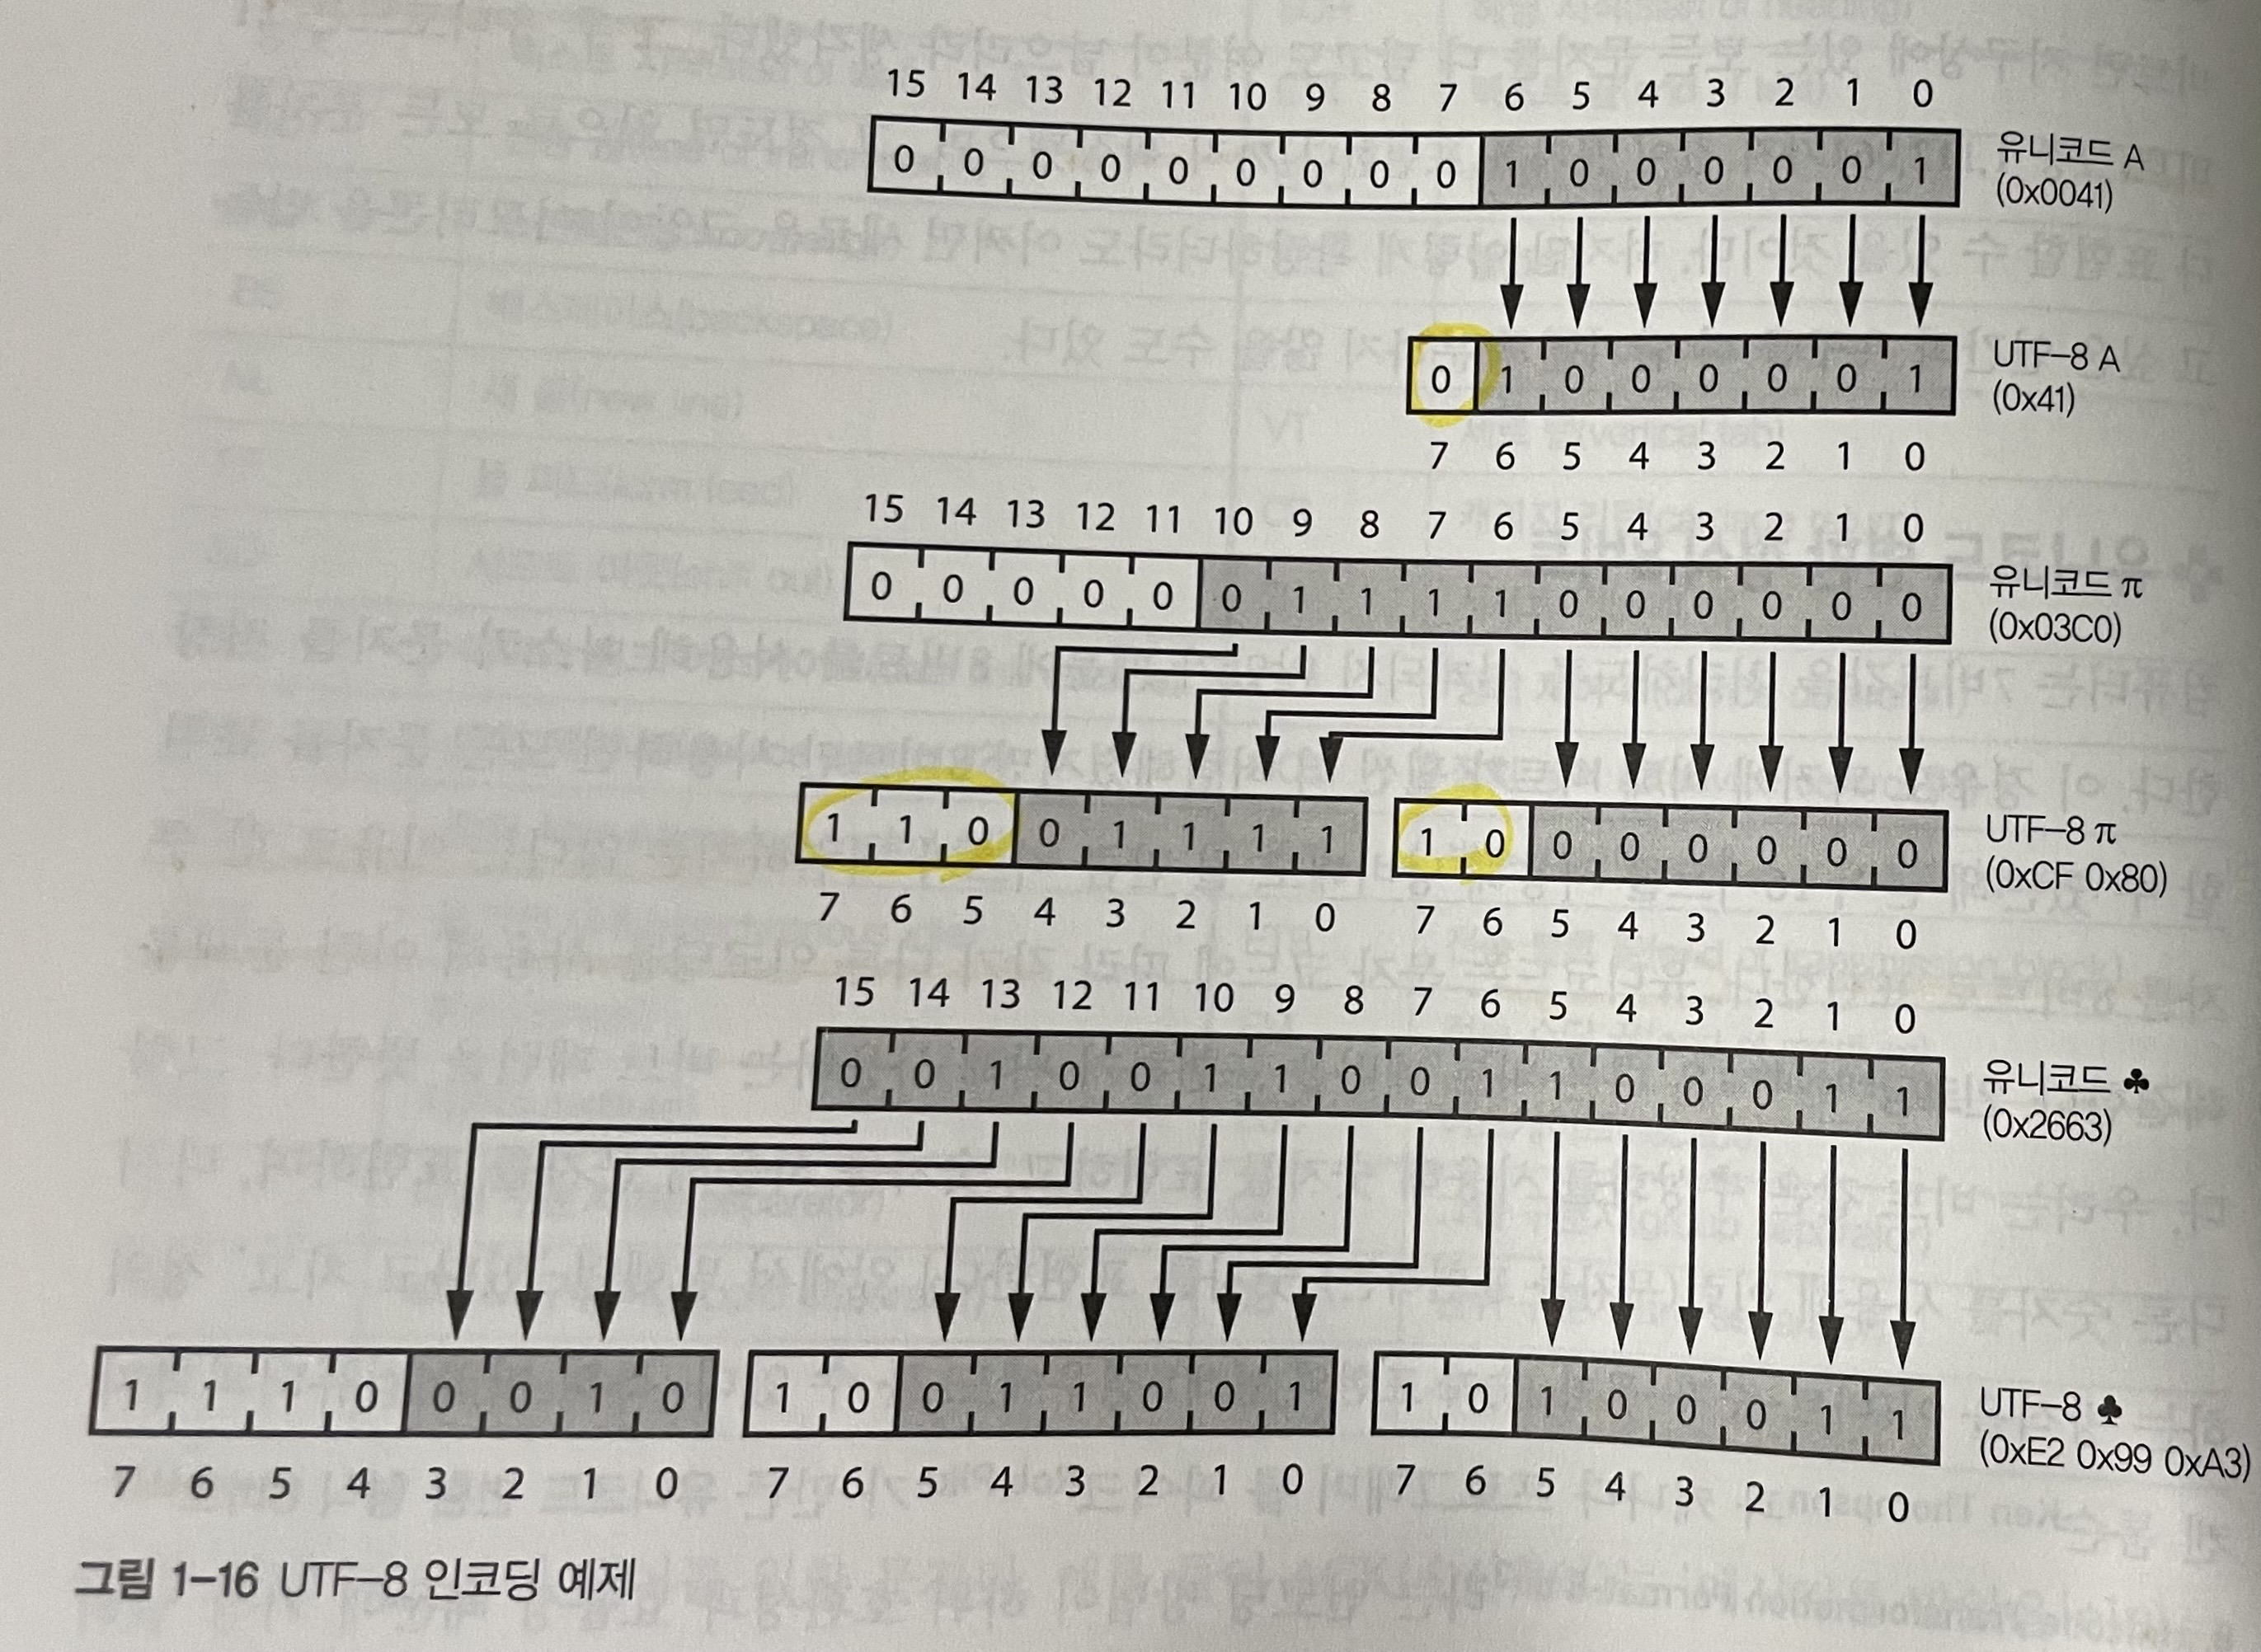 15 14 13 12 11 10 9 8 7 6 5 4 3 2 1 0
0 0 0 0 0 0 0 0 0 1 0 0 0 0 0 1
유니코드 A
(0x0041)
0 1 0 0 0 0 0 1
UTF-8 A
(0x41)
7 6 5 4 3 2 1 0
15 14 13 12 11 10 9 8 7 6 5 4 3 2 1 0
0 0 0 0 0 0 1 1 1 1 0 0 0 0 0 0
유니코드 π
(0x03C0)
1 1 0 0 1 1 1 1 1 0 0 0 0 0 0 0
UTF-8 π
(0xCF 0x80)
7 6 5 4 3 2 1 0 7 6 5 4 3 2 1 0
15 14 13 12 11 10 9 8 7 6 5 4 3 2 1 0
0 0 1 0 0 1 1 0 0 1 1 0 0 0 1 1
유니코드 ♣
(0x2663)
1 1 1 0 0 0 1 0 1 0 0 1 1 0 0 1 1 0 1 0 0 0 1 1
UTF-8 ♣
(0xE2 0x99 0xA3)
7 6 5 4 3 2 1 0 7 6 5 4 3 2 1 0 7 6 5 4 3 2 1 0
그림 1-16 UTF-8 인코딩 예제